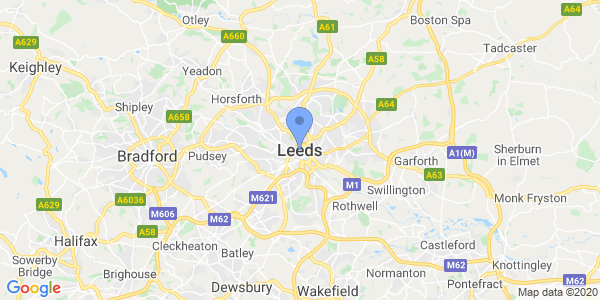 Otley
A660
A61
Boston Spa
A64
A629
Tadcaster
Keighley
Yeadon
A58
Shipley
Horsforth
A64
A658
Leeds
Bradford
Pudsey
Garforth
A1(M)
Sherburn
in Elmet
A63
M1
Swillington
A629
A6036
M621
Monk Fryston
M606
M62
Rothwell
A58
Halifax
Cleckheaton
Batley
Castleford
Sowerby
Bridge
Brighouse
Normanton
M62
Knottingley
Pontefract
Dewsbury
Wakefield
Google
Map data ©2020